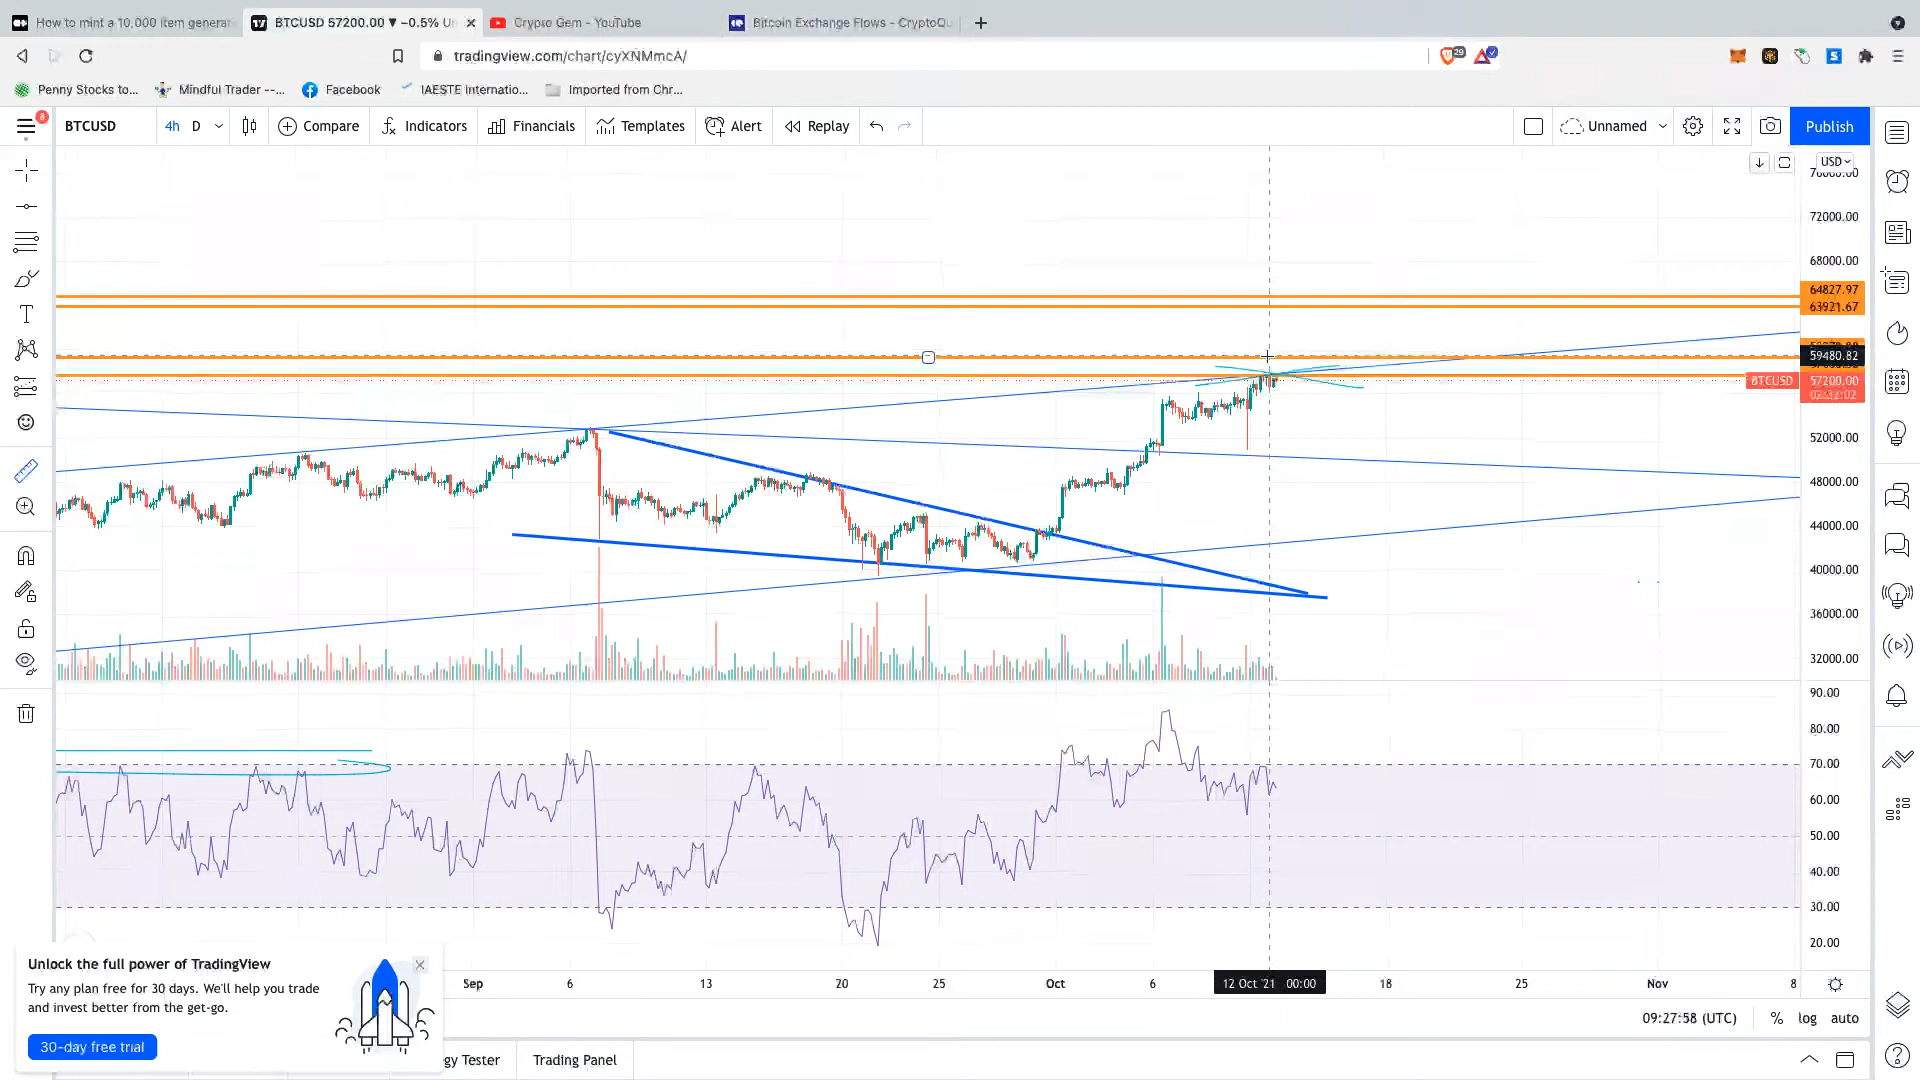 How to mint a 10,000 item generat
BTCUSD 57200.00 ▼ −0.5% Un
Crypto Gem - YouTube
Bitcoin Exchange Flows - CryptoQu
tradingview.com/chart/cyXNMmcA/
29
Penny Stocks to...
Mindful Trader --...
Facebook
IAESTE Internatio...
Imported from Chr...
8
BTCUSD
4h
D
Compare
Indicators
Financials
Templates
Alert
Replay
Unnamed
Publish
USD
76000.00
72000.00
68000.00
64827.97
63921.67
59480.82
BTCUSD
57200.00
52000.00
48000.00
44000.00
40000.00
36000.00
32000.00
90.00
80.00
70.00
60.00
50.00
40.00
30.00
20.00
Sep
6
13
20
25
Oct
6
12 Oct '21 00:00
18
25
Nov
8
Unlock the full power of TradingView
Try any plan free for 30 days. We'll help you trade
and invest better from the get-go.
30-day free trial
09:27:58 (UTC)
%
log
auto
gy Tester
Trading Panel